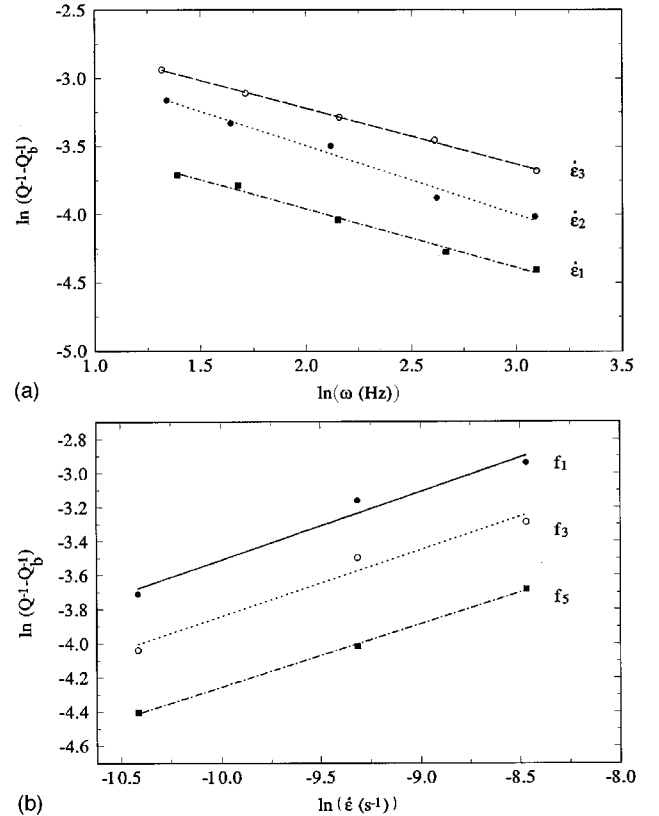 -2.5
-3.0
-3.5
-4.0
-4.5
-5.0
ln (Q⁻¹-Q_b⁻¹)
ε̇₃
ε̇₂
ε̇₁
1.0 1.5 2.0 2.5 3.0 3.5
(a) ln(ω (Hz))
-2.8
-3.0
-3.2
-3.4
-3.6
-3.8
-4.0
-4.2
-4.4
-4.6
ln (Q⁻¹-Q_b⁻¹)
f₁
f₃
f₅
-10.5 -10.0 -9.5 -9.0 -8.5 -8.0
(b) ln(ε̇ (s⁻¹))